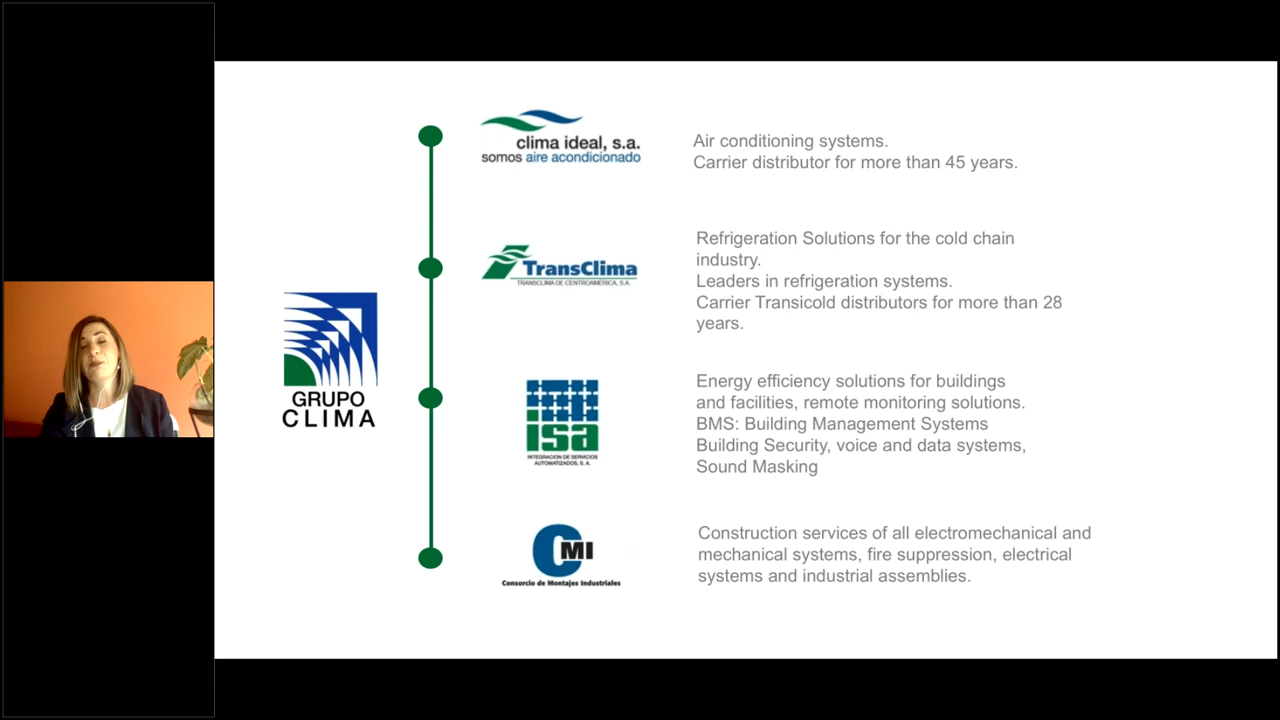 clima ideal, s.a.
somos aire acondicionado
Air conditioning systems.
Carrier distributor for more than 45 years.
TransClima
TRANSCLIMA DE CENTROAMERICA, S.A.
Refrigeration Solutions for the cold chain
industry.
Leaders in refrigeration systems.
Carrier Transicold distributors for more than 28
years.
GRUPO
CLIMA
isa
INTEGRACION DE SERVICIOS
AUTOMATIZADOS, S. A.
Energy efficiency solutions for buildings
and facilities, remote monitoring solutions.
BMS: Building Management Systems
Building Security, voice and data systems,
Sound Masking
CMI
Consorcio de Montajes Industriales
Construction services of all electromechanical and
mechanical systems, fire suppression, electrical
systems and industrial assemblies.